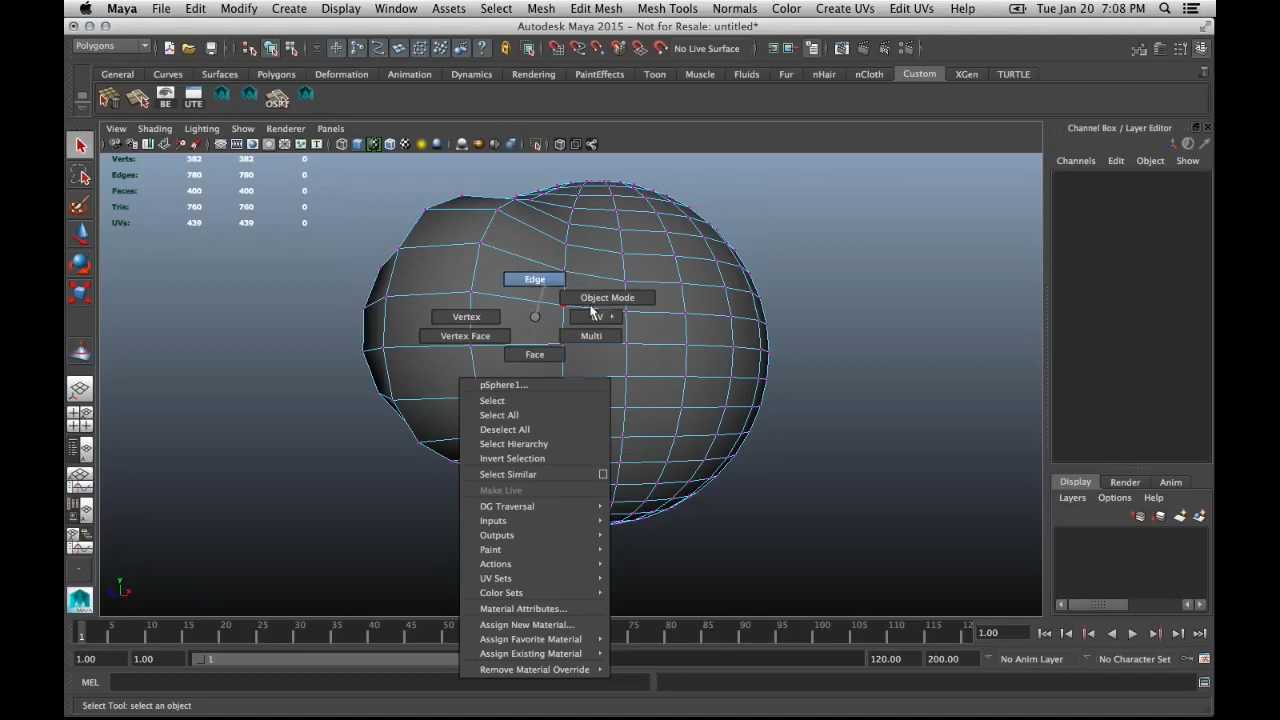 Maya File Edit Modify Create Display Window Assets Select Mesh Edit Mesh Mesh Tools Normals Color Create UVs Edit UVs Help Tue Jan 20 7:08 PM
Autodesk Maya 2015 - Not for Resale: untitled*
Polygons No Live Surface
General Curves Surfaces Polygons Deformation Animation Dynamics Rendering PaintEffects Toon Muscle Fluids Fur nHair nCloth Custom XGen TURTLE
BE UTE OSRT
View Shading Lighting Show Renderer Panels
Channel Box / Layer Editor
Channels Edit Object Show
Verts: 382 382 0
Edges: 780 780 0
Faces: 400 400 0
Tris: 760 760 0
UVs: 439 439 0
Edge
Object Mode
Vertex
Vertex Face Multi
Face
pSphere1...
Select
Select All
Deselect All
Select Hierarchy
Invert Selection
Select Similar
Make Live
DG Traversal
Inputs
Outputs
Paint
Actions
UV Sets
Color Sets
Material Attributes...
Assign New Material...
Assign Favorite Material
Assign Existing Material
Remove Material Override
Display Render Anim
Layers Options Help
MAYA
y
x
1 5 10 15 20 25 30 35 40 45 50 75 80 85 90 95 100 105 110 115 12 1.00
1.00 1.00 1 120.00 200.00 No Anim Layer No Character Set
MEL
Select Tool: select an object